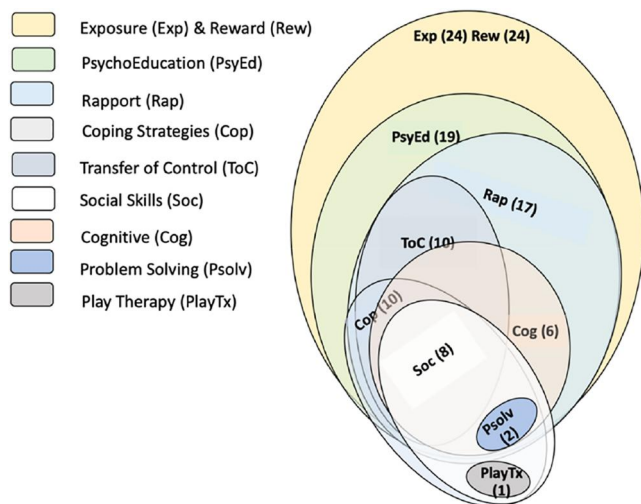 Exposure (Exp) & Reward (Rew)
PsychoEducation (PsyEd)
Rapport (Rap)
Coping Strategies (Cop)
Transfer of Control (ToC)
Social Skills (Soc)
Cognitive (Cog)
Problem Solving (Psolv)
Play Therapy (PlayTx)
Exp (24) Rew (24)
PsyEd (19)
Rap (17)
ToC (10)
Cop (10)
Cog (6)
Soc (8)
Psolv
(2)
PlayTx
(1)